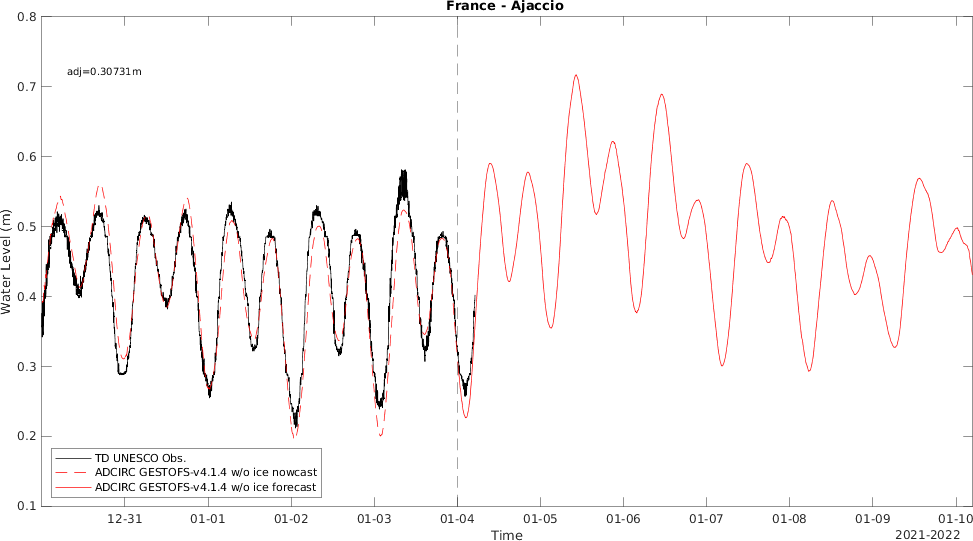 France - Ajaccio
0.8
0.7
0.6
0.5
0.4
0.3
0.2
0.1
Water Level (m)
adj=0.30731m
TD UNESCO Obs.
ADCIRC GESTOFS-v4.1.4 w/o ice nowcast
ADCIRC GESTOFS-v4.1.4 w/o ice forecast
12-31 01-01 01-02 01-03 01-04 01-05 01-06 01-07 01-08 01-09 01-10
Time
2021-2022